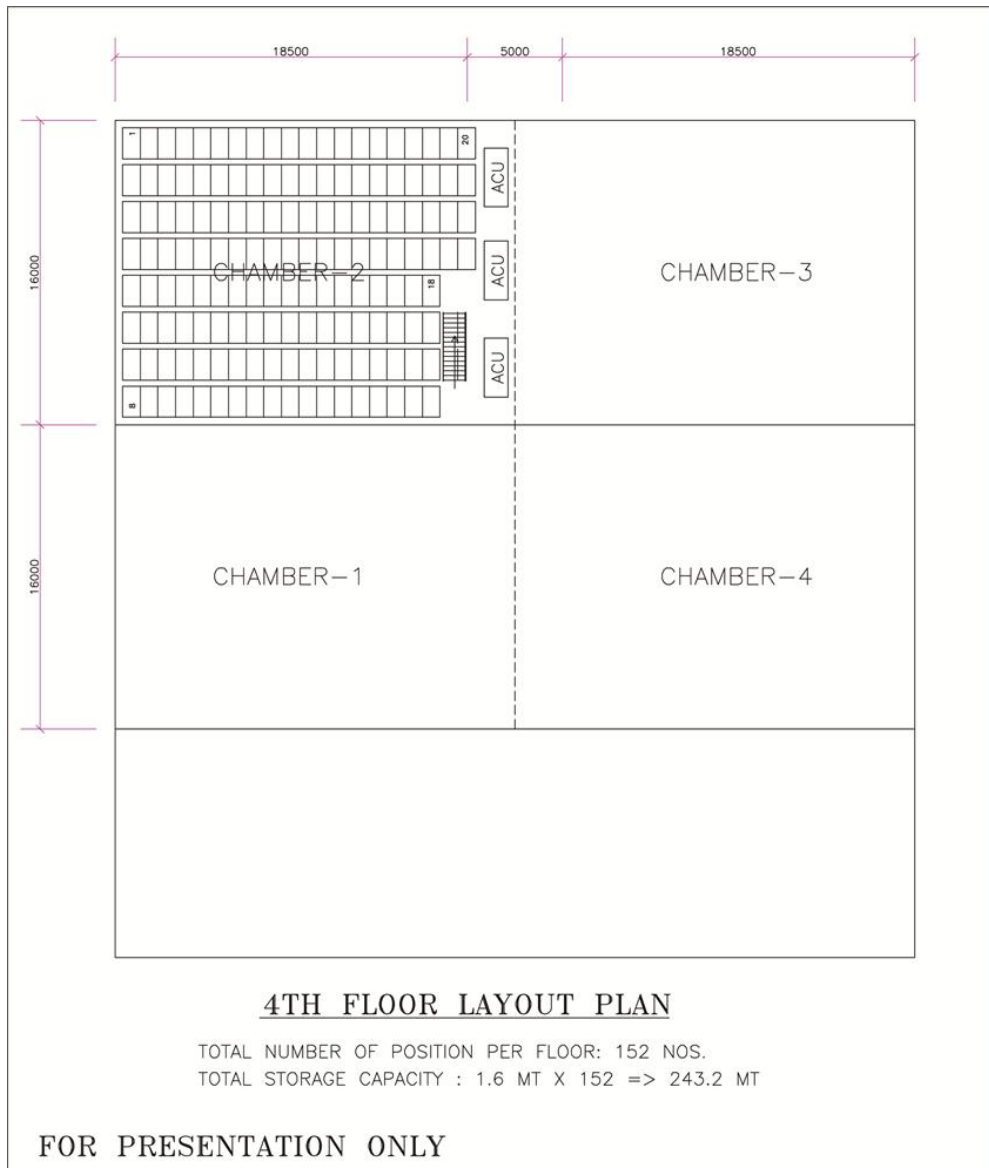 18500 5000 18500
1 20
ACU
16000
CHAMBER-2 ACU CHAMBER-3
18
ACU
8
16000
CHAMBER-1 CHAMBER-4
4TH FLOOR LAYOUT PLAN
TOTAL NUMBER OF POSITION PER FLOOR: 152 NOS.
TOTAL STORAGE CAPACITY : 1.6 MT X 152 => 243.2 MT
FOR PRESENTATION ONLY